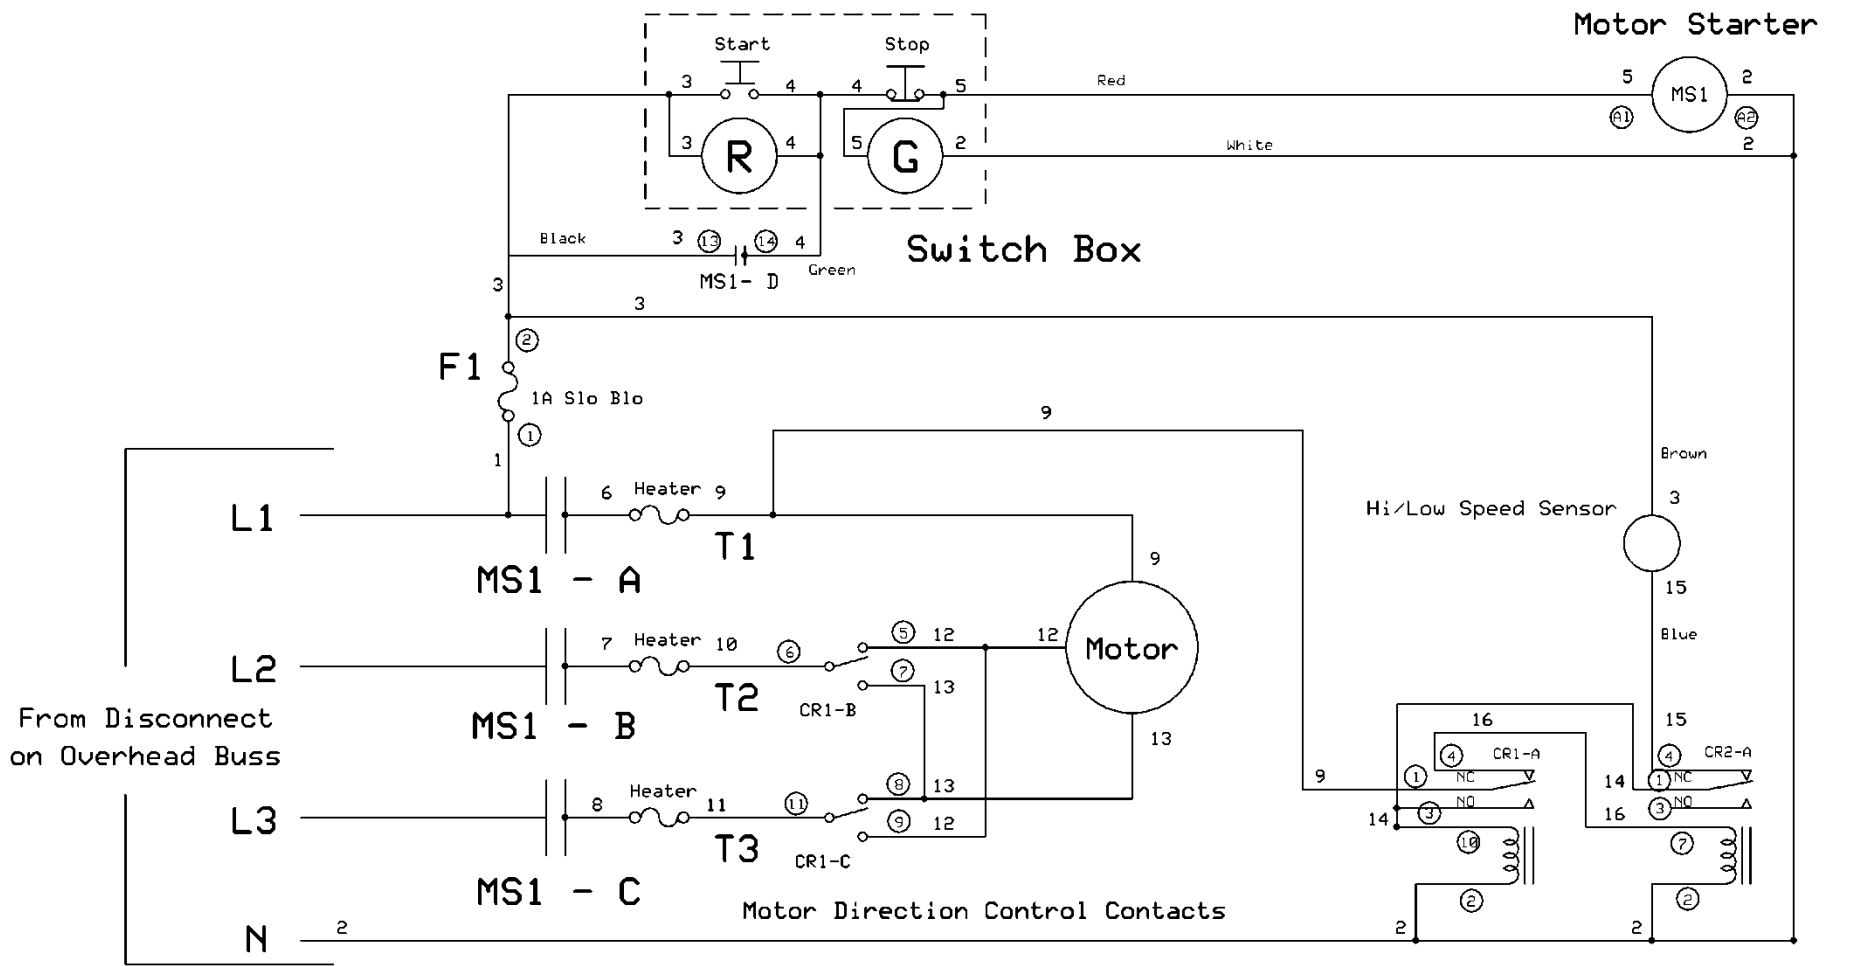 Motor Starter
Start Stop
3 4 4 5 Red 5 MS1 2
A1 A2
3 R 4 5 G 2 White 2
Black 3 13 14 4
Green
MS1- D
Switch Box
3
3
2
F1
1A Slo Blo
1
1
9
Brown
3
Hi/Low Speed Sensor
15
Blue
15
L1 6 Heater 9
T1
MS1 - A
9
L2 7 Heater 10 6 5 12 12 Motor
7 13
T2
CR1-B
MS1 - B
13
From Disconnect
on Overhead Buss
L3 8 Heater 11 11 8 13
9 12
T3
CR1-C
MS1 - C
16
4 CR1-A 4 CR2-A
9 1 NC 14 1 NC
14 3 NO 16 3 NO
10 7
2 2
Motor Direction Control Contacts
N 2 2 2